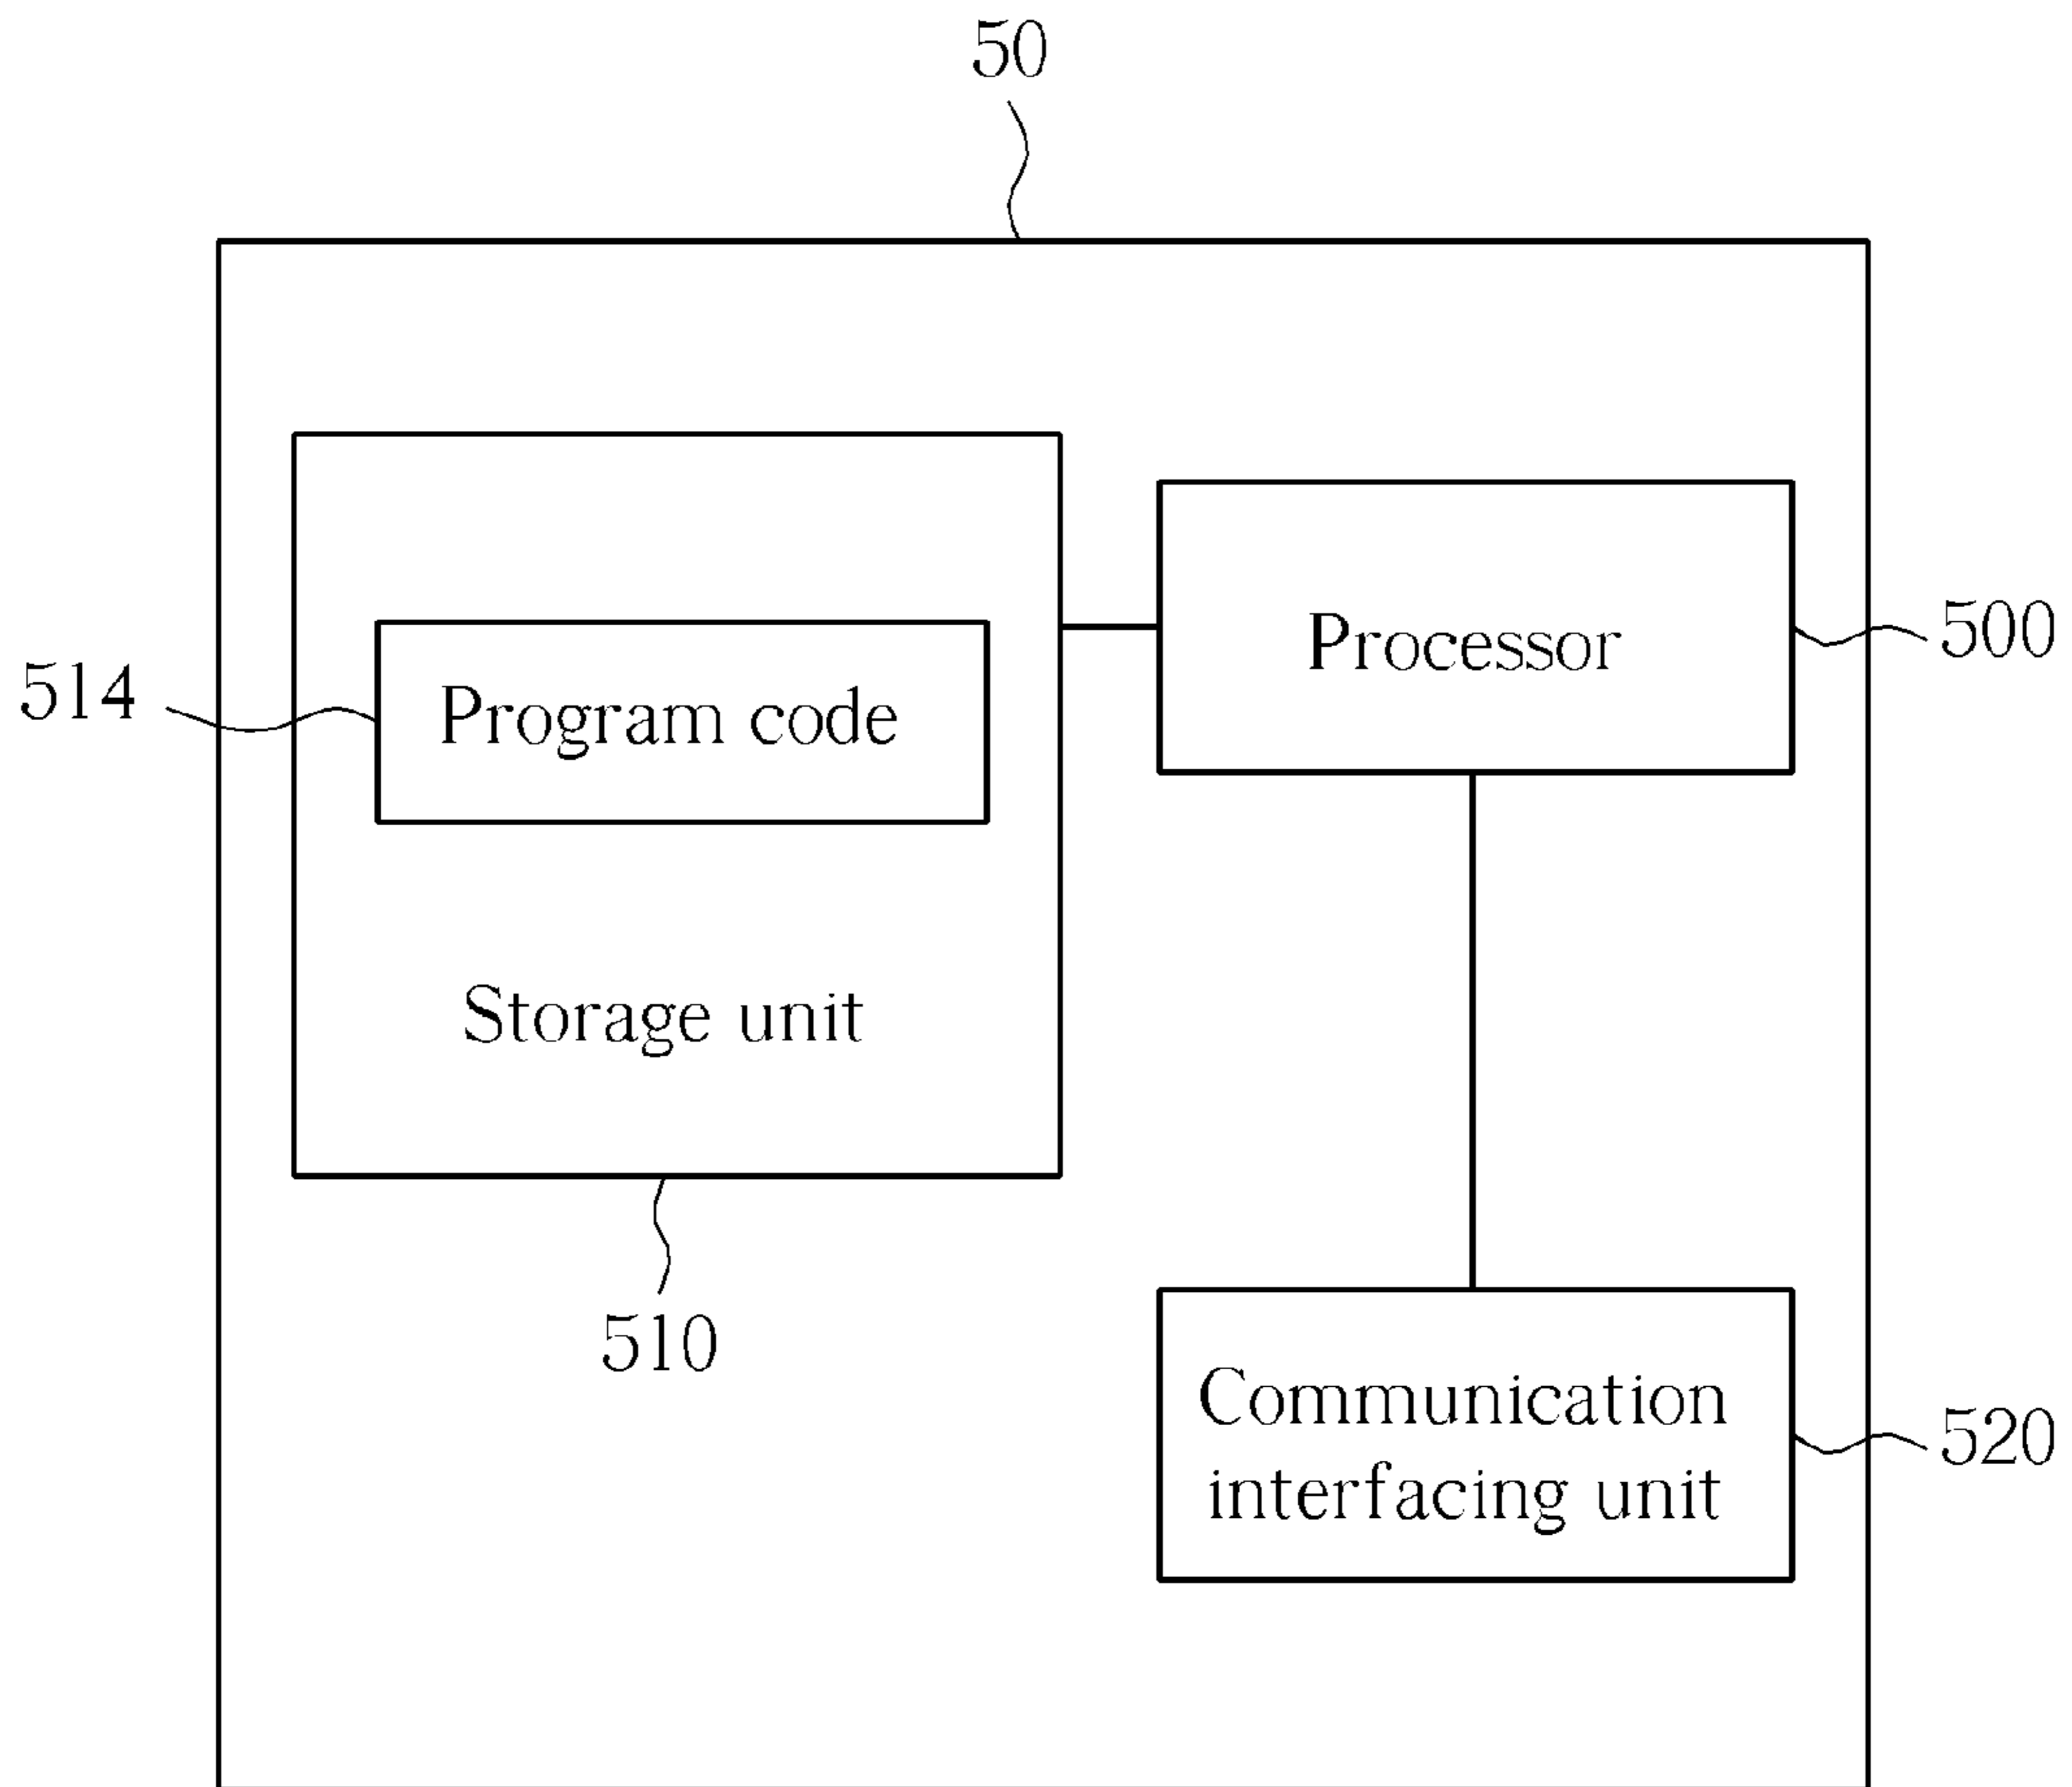 50
Processor
500
514
Program code
Storage unit
510
Communication
interfacing unit
520